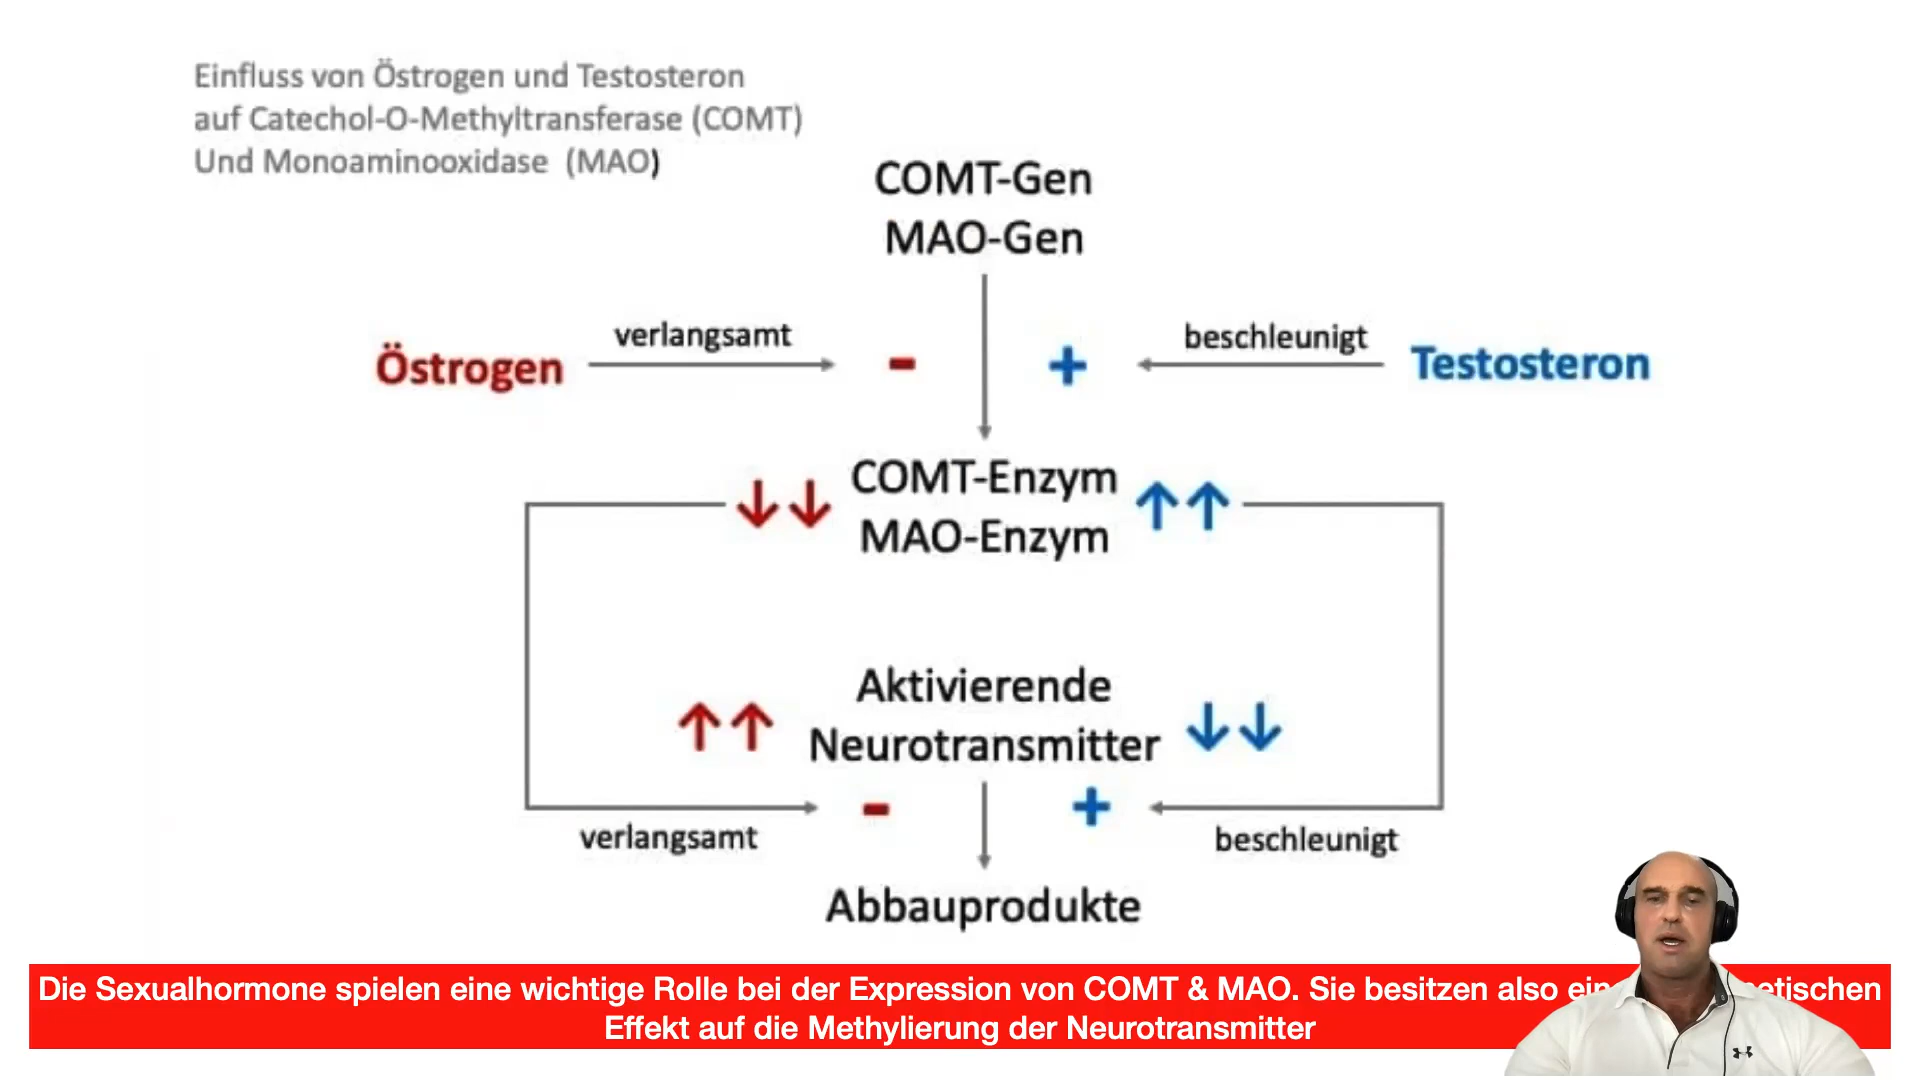 Einfluss von Östrogen und Testosteron
auf Catechol-O-Methyltransferase (COMT)
Und Monoaminooxidase (MAO)
COMT-Gen
MAO-Gen
verlangsamt
beschleunigt
Östrogen
-
+
Testosteron
↓↓
COMT-Enzym
↑↑
MAO-Enzym
Aktivierende
↑↑
Neurotransmitter
↓↓
-
+
verlangsamt
beschleunigt
Abbauprodukte
Die Sexualhormone spielen eine wichtige Rolle bei der Expression von COMT & MAO. Sie besitzen also
Effekt auf die Methylierung der Neurotransmitter